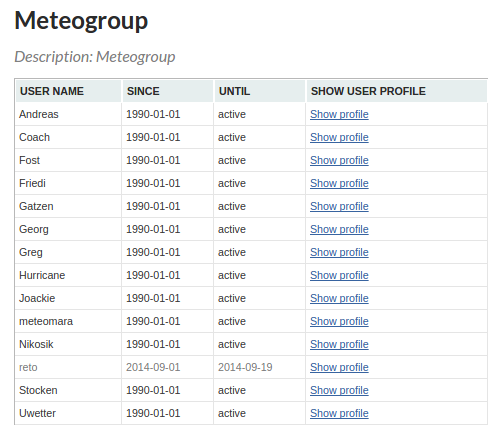 Meteogroup
Description: Meteogroup
USER NAME SINCE UNTIL SHOW USER PROFILE
Andreas 1990-01-01 active Show profile
Coach 1990-01-01 active Show profile
Fost 1990-01-01 active Show profile
Friedi 1990-01-01 active Show profile
Gatzen 1990-01-01 active Show profile
Georg 1990-01-01 active Show profile
Greg 1990-01-01 active Show profile
Hurricane 1990-01-01 active Show profile
Joackie 1990-01-01 active Show profile
meteomara 1990-01-01 active Show profile
Nikosik 1990-01-01 active Show profile
reto 2014-09-01 2014-09-19 Show profile
Stocken 1990-01-01 active Show profile
Uwetter 1990-01-01 active Show profile